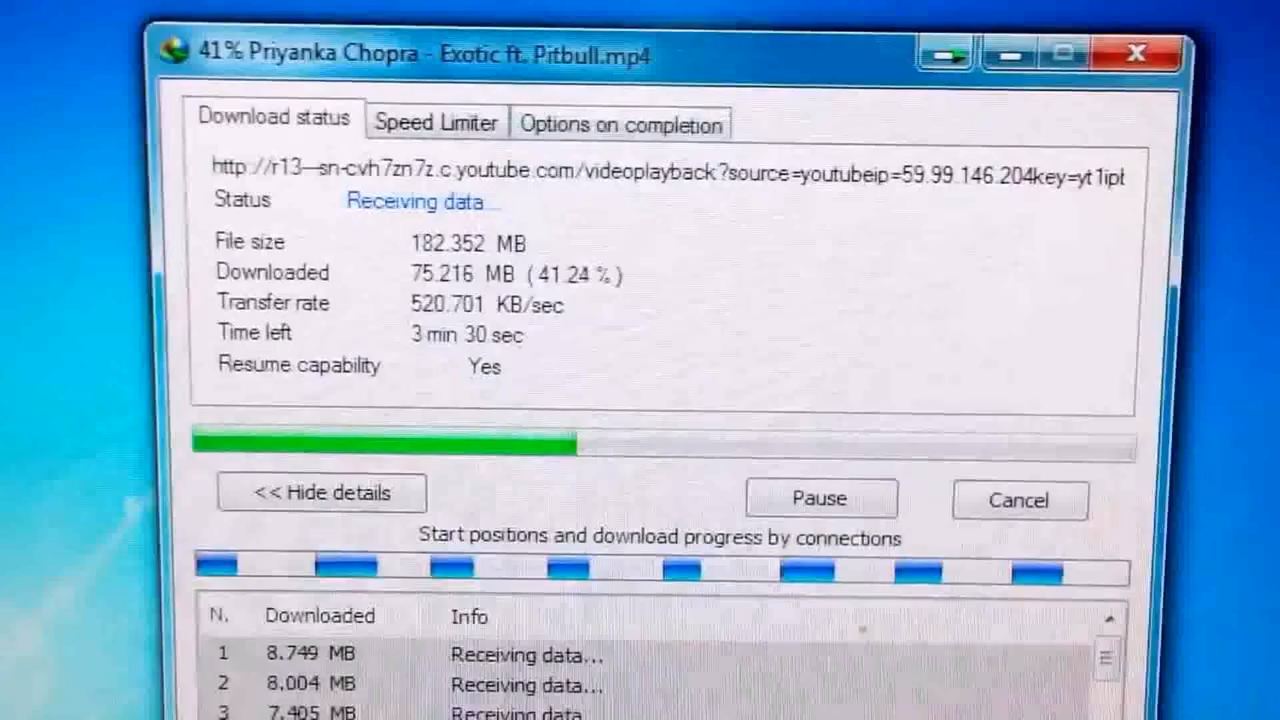 41% Priyanka Chopra - Exotic ft. Pitbull.mp4
Download status Speed Limiter Options on completion
http://r13---sn-cvh7zn7z.c.youtube.com/videoplayback?source=youtubeip=59.99.146.204key=yt1ipt
Status Receiving data...
File size 182.352 MB
Downloaded 75.216 MB ( 41.24 % )
Transfer rate 520.701 KB/sec
Time left 3 min 30 sec
Resume capability Yes
<< Hide details Pause Cancel
Start positions and download progress by connections
N. Downloaded Info
1 8.749 MB Receiving data...
2 8.004 MB Receiving data...
3 7.405 MB Receiving data...